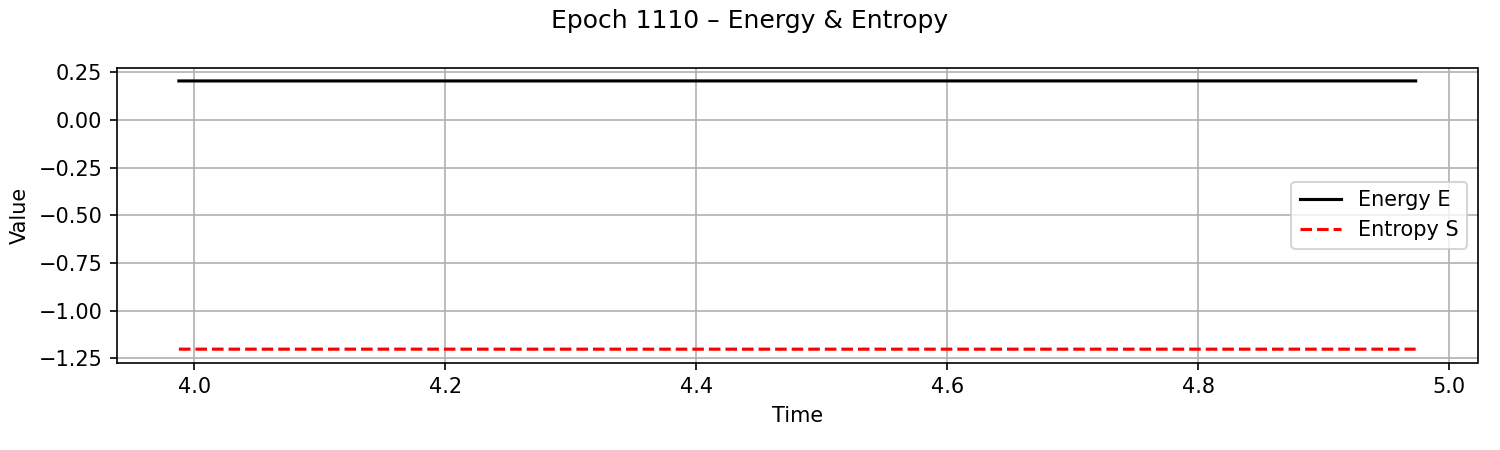 Epoch 1110 – Energy & Entropy
0.25
0.00
−0.25
−0.50
−0.75
−1.00
−1.25
Value
Energy E
Entropy S
4.0 4.2 4.4 4.6 4.8 5.0
Time